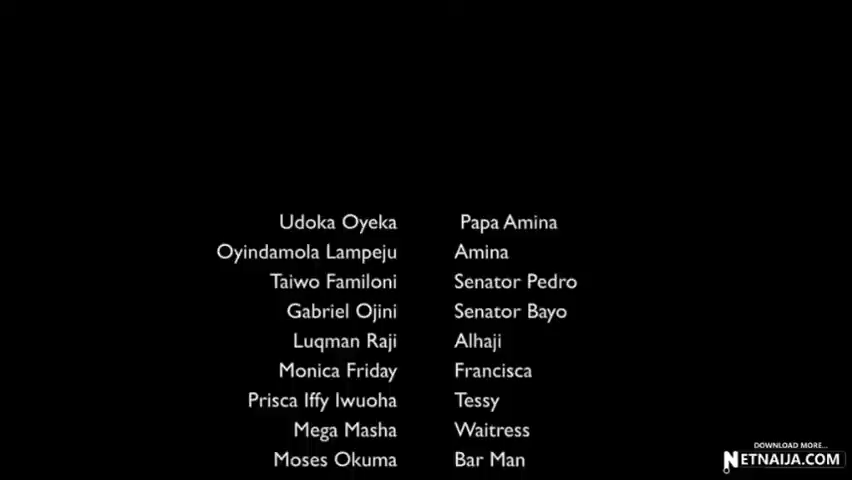 Udoka Oyeka Papa Amina
Oyindamola Lampeju Amina
Taiwo Familoni Senator Pedro
Gabriel Ojini Senator Bayo
Luqman Raji Alhaji
Monica Friday Francisca
Prisca Iffy Iwuoha Tessy
Mega Masha Waitress
Moses Okuma Bar Man
DOWNLOAD MORE...
NETNAIJA.COM